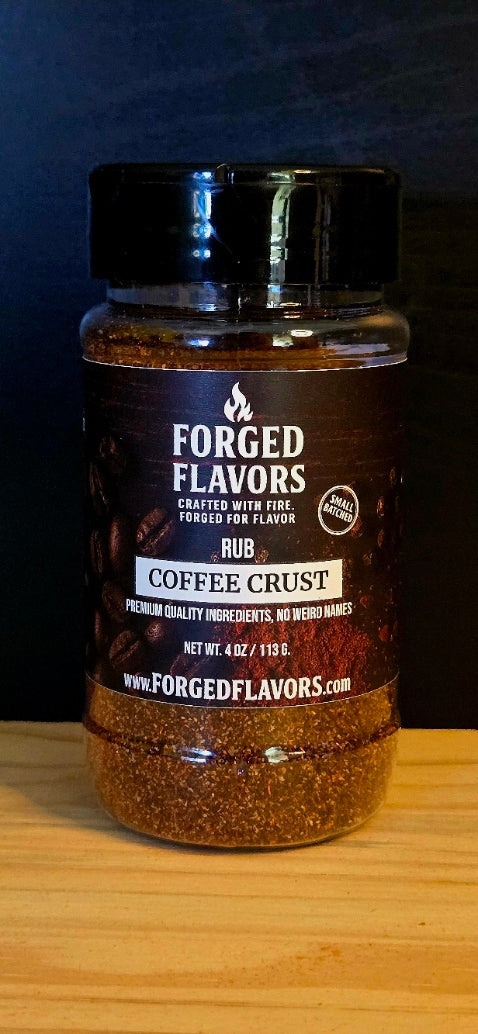 FORGED
FLAVORS
CRAFTED WITH FIRE.
FORGED FOR FLAVOR
SMALL
BATCHED
RUB
COFFEE CRUST
PREMIUM QUALITY INGREDIENTS, NO WEIRD NAMES
NET WT. 4 OZ / 113 G.
www.FORGEDFLAVORS.com